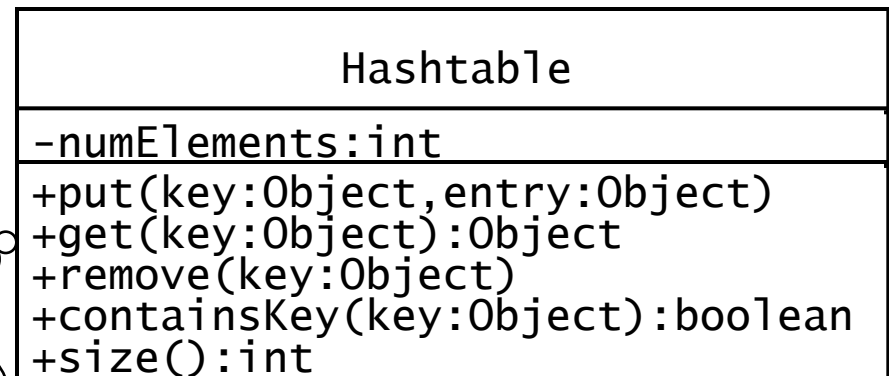 Hashtable
-numElements:int
+put(key:Object,entry:Object)
+get(key:Object):Object
+remove(key:Object)
+containsKey(key:Object):boolean
+size():int